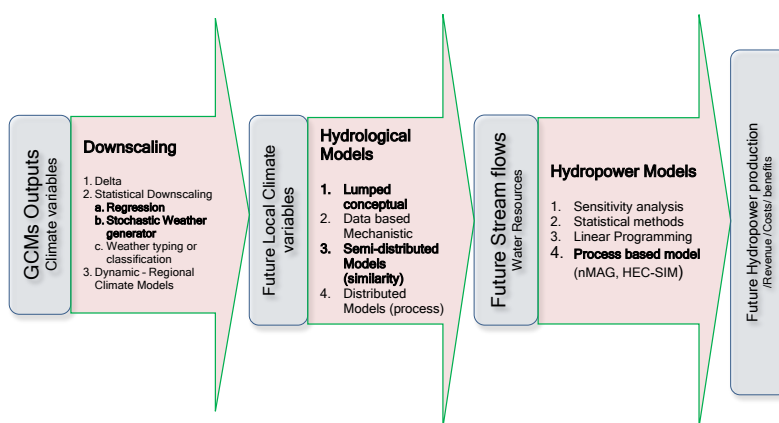 GCMs Outputs
Climate variables
Downscaling
1. Delta
2. Statistical Downscaling
a. Regression
b. Stochastic Weather
generator
c. Weather typing or
classification
3. Dynamic - Regional
Climate Models
Future Local Climate
variables
Hydrological
Models
1. Lumped
conceptual
2. Data based
Mechanistic
3. Semi-distributed
Models
(similarity)
4. Distributed
Models (process)
Future Stream flows
Water Resources
Hydropower Models
1. Sensitivity analysis
2. Statistical methods
3. Linear Programming
4. Process based model
(nMAG, HEC-SIM)
Future Hydropower production
/Revenue /Costs/ benefits